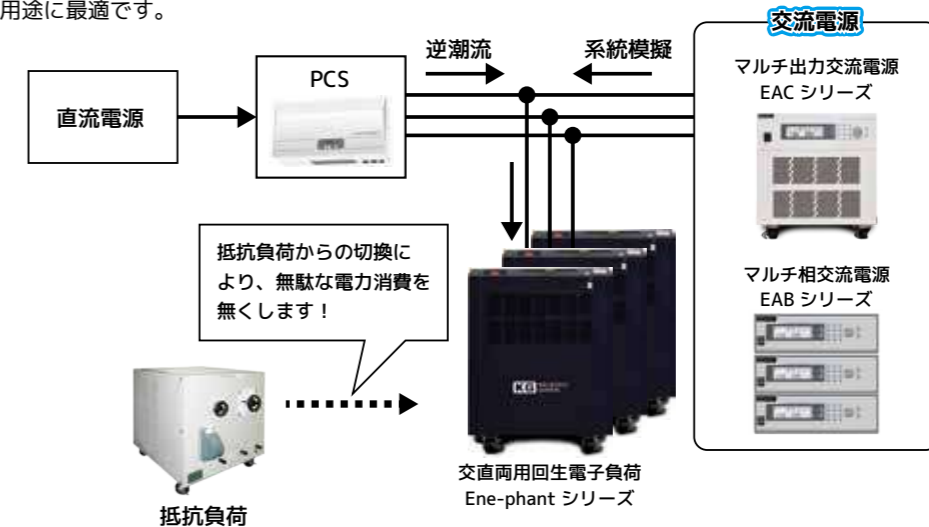 用途に最適です。
交流電源
逆潮流
系統模擬
PCS
直流電源
マルチ出力交流電源
EAC シリーズ
抵抗負荷からの切換に
より、無駄な電力消費を
無くします！
マルチ相交流電源
EAB シリーズ
KG
交直両用回生電子負荷
Ene-phant シリーズ
抵抗負荷